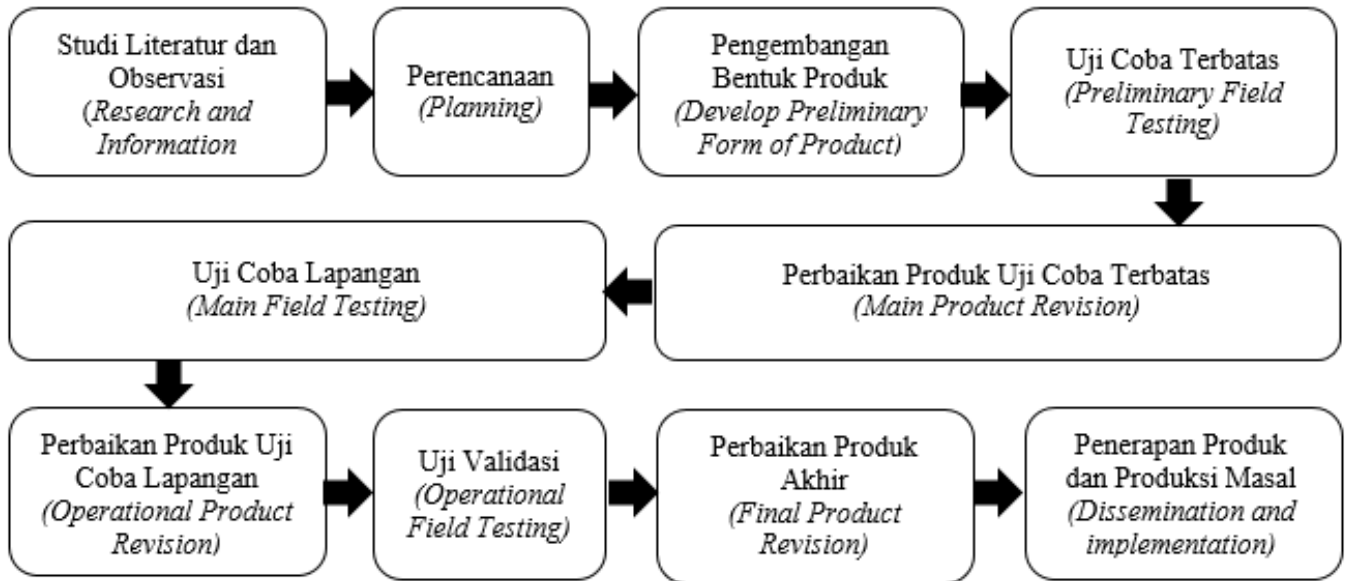 Studi Literatur dan
Observasi
(Research and
Information
Perencanaan
(Planning)
Pengembangan
Bentuk Produk
(Develop Preliminary
Form of Product)
Uji Coba Terbatas
(Preliminary Field
Testing)
Perbaikan Produk Uji Coba Terbatas
(Main Product Revision)
Uji Coba Lapangan
(Main Field Testing)
Perbaikan Produk Uji
Coba Lapangan
(Operational Product
Revision)
Uji Validasi
(Operational
Field Testing)
Perbaikan Produk
Akhir
(Final Product
Revision)
Penerapan Produk
dan Produksi Masal
(Dissemination and
implementation)